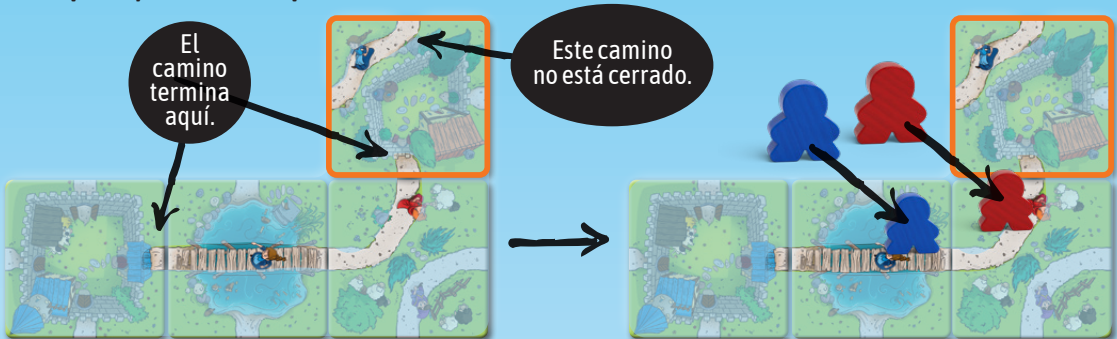 El
camino
termina
aquí.
Este camino
no está cerrado.